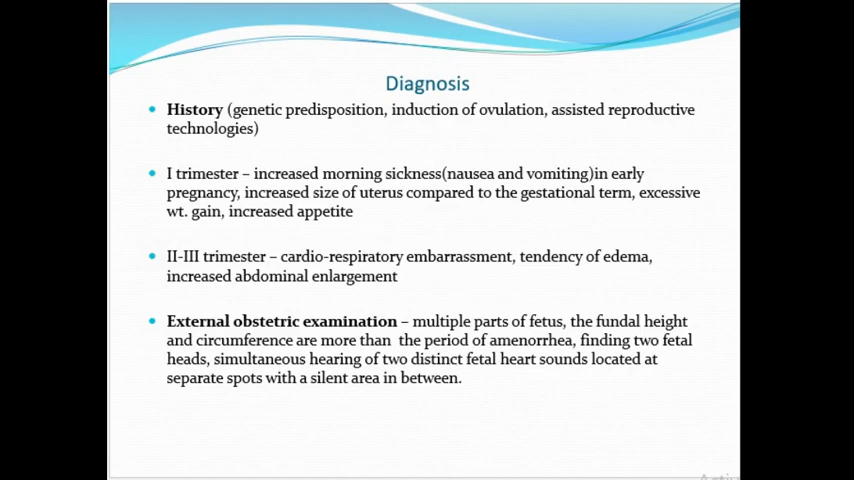 Diagnosis
History (genetic predisposition, induction of ovulation, assisted reproductive
technologies)
I trimester – increased morning sickness(nausea and vomiting)in early
pregnancy, increased size of uterus compared to the gestational term, excessive
wt. gain, increased appetite
II-III trimester – cardio-respiratory embarrassment, tendency of edema,
increased abdominal enlargement
External obstetric examination – multiple parts of fetus, the fundal height
and circumference are more than the period of amenorrhea, finding two fetal
heads, simultaneous hearing of two distinct fetal heart sounds located at
separate spots with a silent area in between.